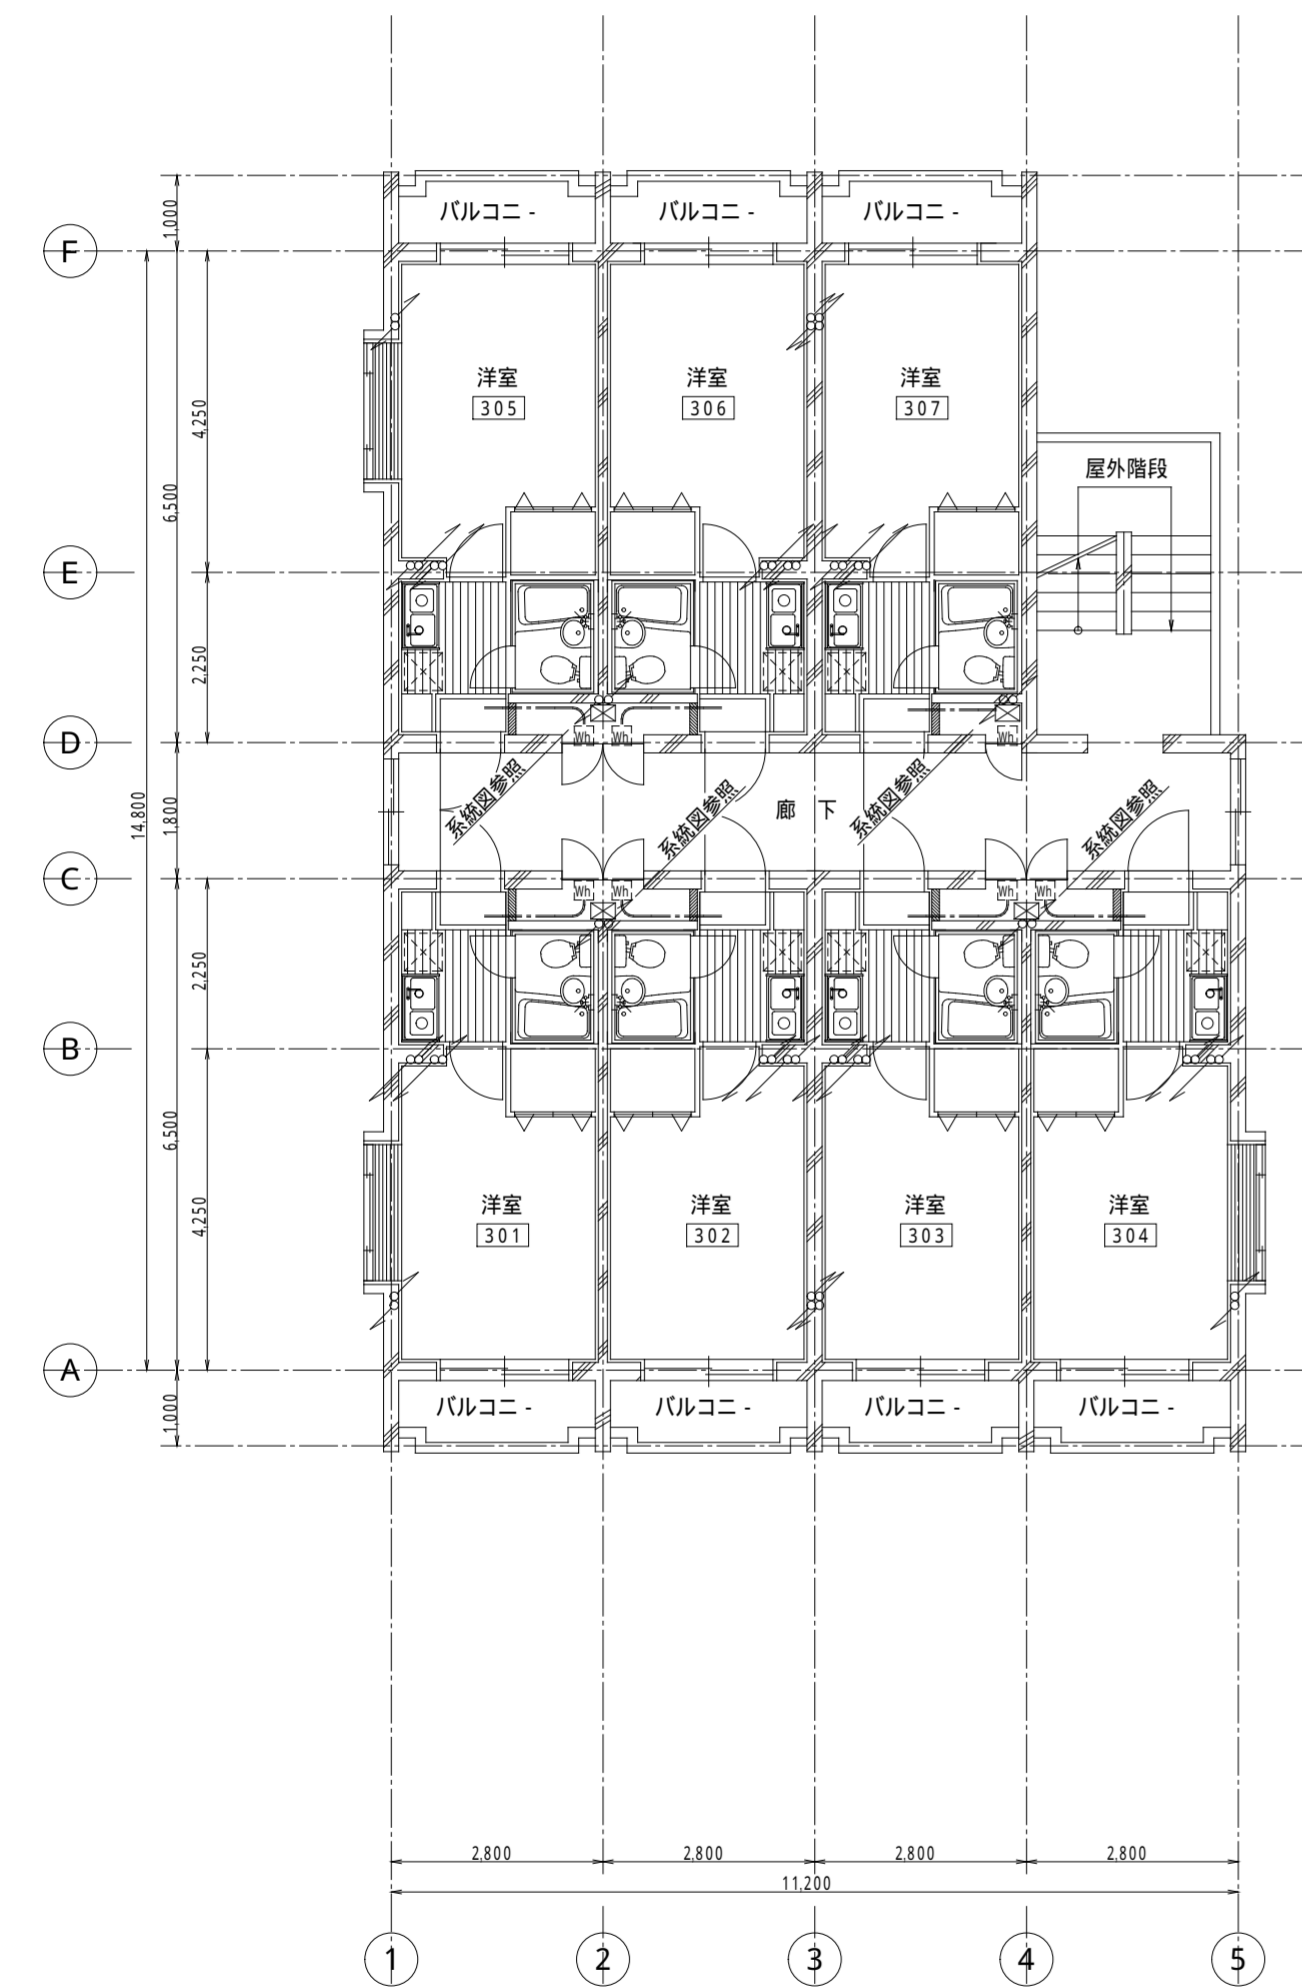 バルコニ - バルコニ - バルコニ -
1,000
F
洋室 洋室 洋室
305 306 307
4,250
6,500
屋外階段
E
2,250
D
Wh Wh Wh
14,800
1,800
系統図参照 系統図参照 廊 下 系統図参照 系統図参照
C
Wh Wh Wh Wh
2,250
B
6,500
4,250
洋室 洋室 洋室 洋室
301 302 303 304
A
1,000
バルコニ - バルコニ - バルコニ - バルコニ -
2,800 2,800 2,800 2,800
11,200
1 2 3 4 5